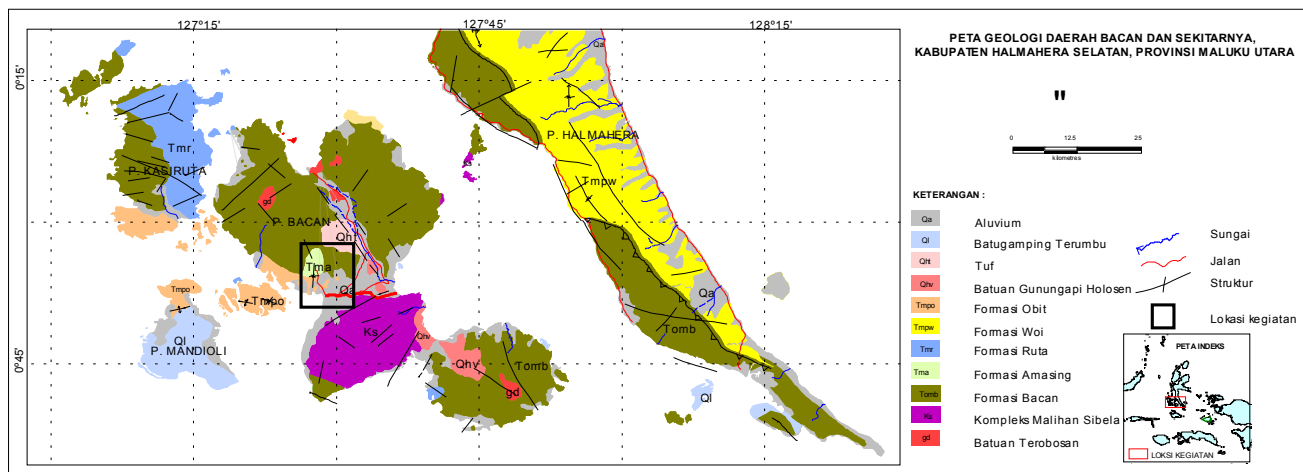 127°15'
127°45'
128°15'
0°15'
0°45'
Qa
P. HALMAHERA
Tmpw
Tmr
P. KASIRUTA
gd
P. BACAN
Tma
Tmpo
Ql
P. MANDIOLI
Ks
Qhv
Qhv
Tomb
gd
Qa
Tomb
Ql
PETA GEOLOGI DAERAH BACAN DAN SEKITARNYA,
KABUPATEN HALMAHERA SELATAN, PROVINSI MALUKU UTARA
"
0 12.5 25
kilometres
KETERANGAN :
Qa Aluvium
Ql Batugamping Terumbu
Qht Tuf
Qhv Batuan Gunungapi Holosen
Tmpo Formasi Obit
Tmpw Formasi Woi
Tmr Formasi Ruta
Tma Formasi Amasing
Tomb Formasi Bacan
Ks Kompleks Malihan Sibela
gd Batuan Terobosan
Sungai
Jalan
Struktur
Lokasi kegiatan
PETA INDEKS
LOKSI KEGIATAN